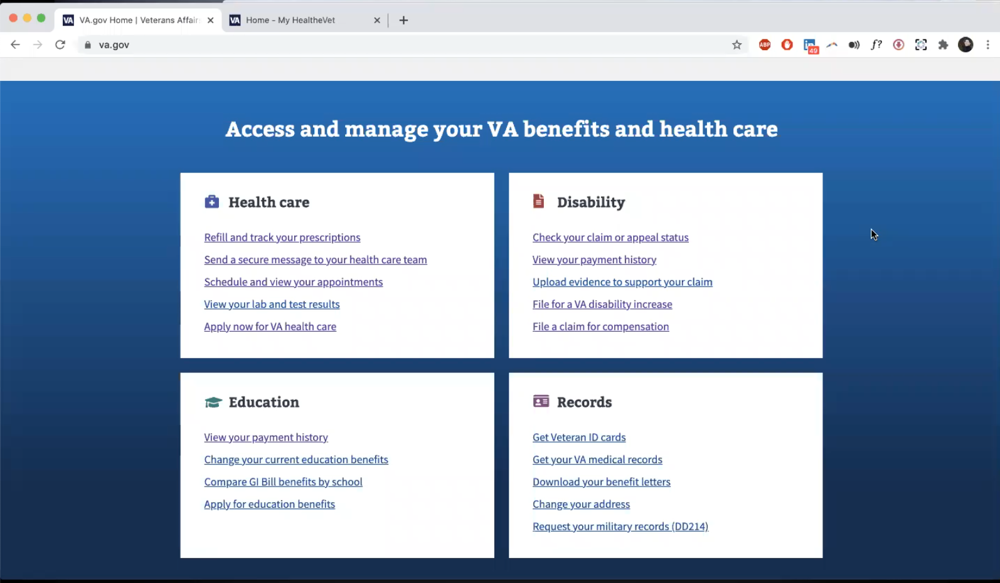 VA VA.gov Home | Veterans Affair
VA Home - My HealtheVet
va.gov
ABP
in
49
f?
Access and manage your VA benefits and health care
Health care
Refill and track your prescriptions
Send a secure message to your health care team
Schedule and view your appointments
View your lab and test results
Apply now for VA health care
Disability
Check your claim or appeal status
View your payment history
Upload evidence to support your claim
File for a VA disability increase
File a claim for compensation
Education
View your payment history
Change your current education benefits
Compare GI Bill benefits by school
Apply for education benefits
Records
Get Veteran ID cards
Get your VA medical records
Download your benefit letters
Change your address
Request your military records (DD214)